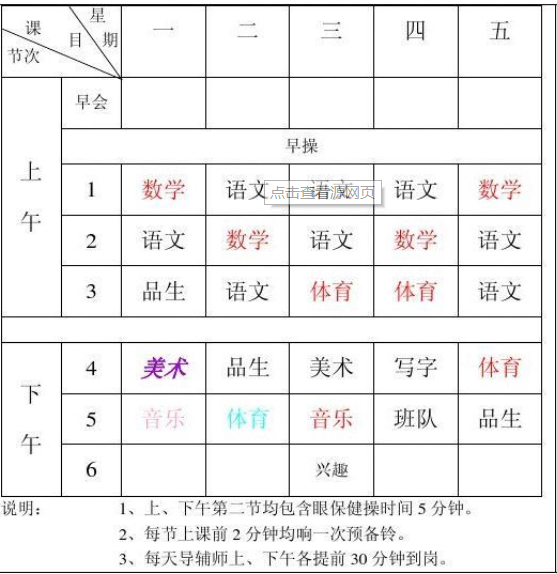 课 星
目 期 一 二 三 四 五
节次
早会
早操
上午
1 数学 语文 语文 语文 数学
点击查看源网页
2 语文 数学 语文 数学 语文
3 品生 语文 体育 体育 语文
下午
4 美术 品生 美术 写字 体育
5 音乐 体育 音乐 班队 品生
6 兴趣
说明： 1、上、下午第二节均包含眼保健操时间 5 分钟。
2、每节上课前 2 分钟均响一次预备铃。
3、每天导辅师上、下午各提前 30 分钟到岗。